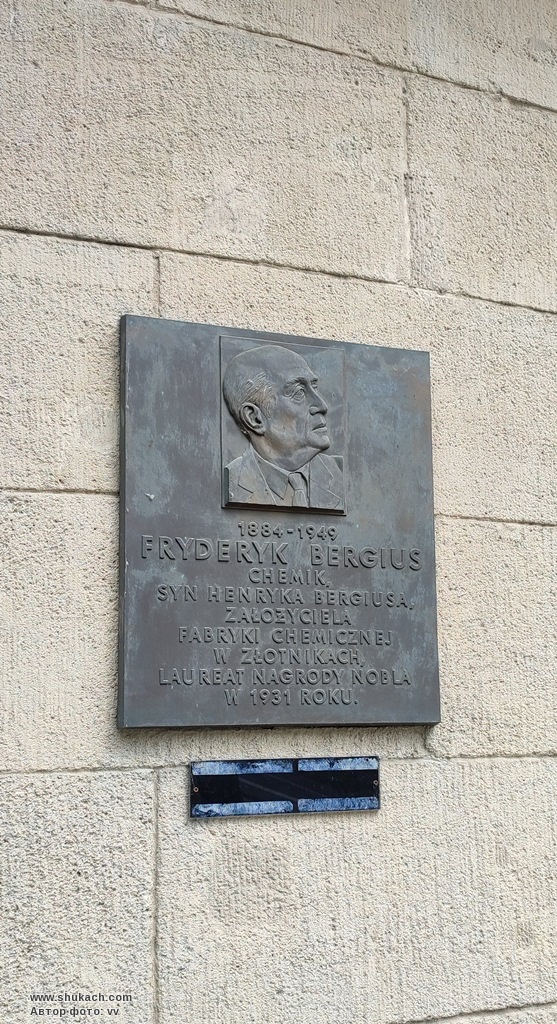 1884-1949
FRYDERYK BERGIUS
CHEMIK,
SYN HENRYKA BERGIUSA,
ZAŁOŻYCIELA
FABRYKI CHEMICZNEJ
W ZŁOTNIKACH,
LAUREAT NAGRODY NOBLA
W 1931 ROKU.
www.shukach.com
Автор фото: vv